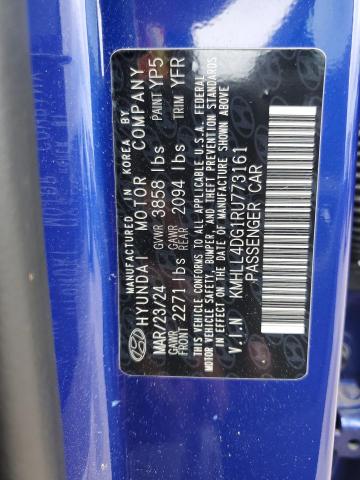 HYUNDAI MOTOR COMPANY
MADE IN KOREA BY
MAR/23/24 GVWR 3858 lbs PAINT YP5
GAWR FRONT 2271 lbs GAWR REAR 2094 lbs TRIM YFR
THIS VEHICLE CONFORMS TO ALL APPLICABLE U.S.A. FEDERAL
MOTOR VEHICLE SAFETY, BUMPER, AND THEFT PREVENTION STANDARDS
IN EFFECT ON THE DATE OF MANUFACTURE SHOWN ABOVE.
V.I.N KMHLL4DG1RU773161
PASSENGER CAR